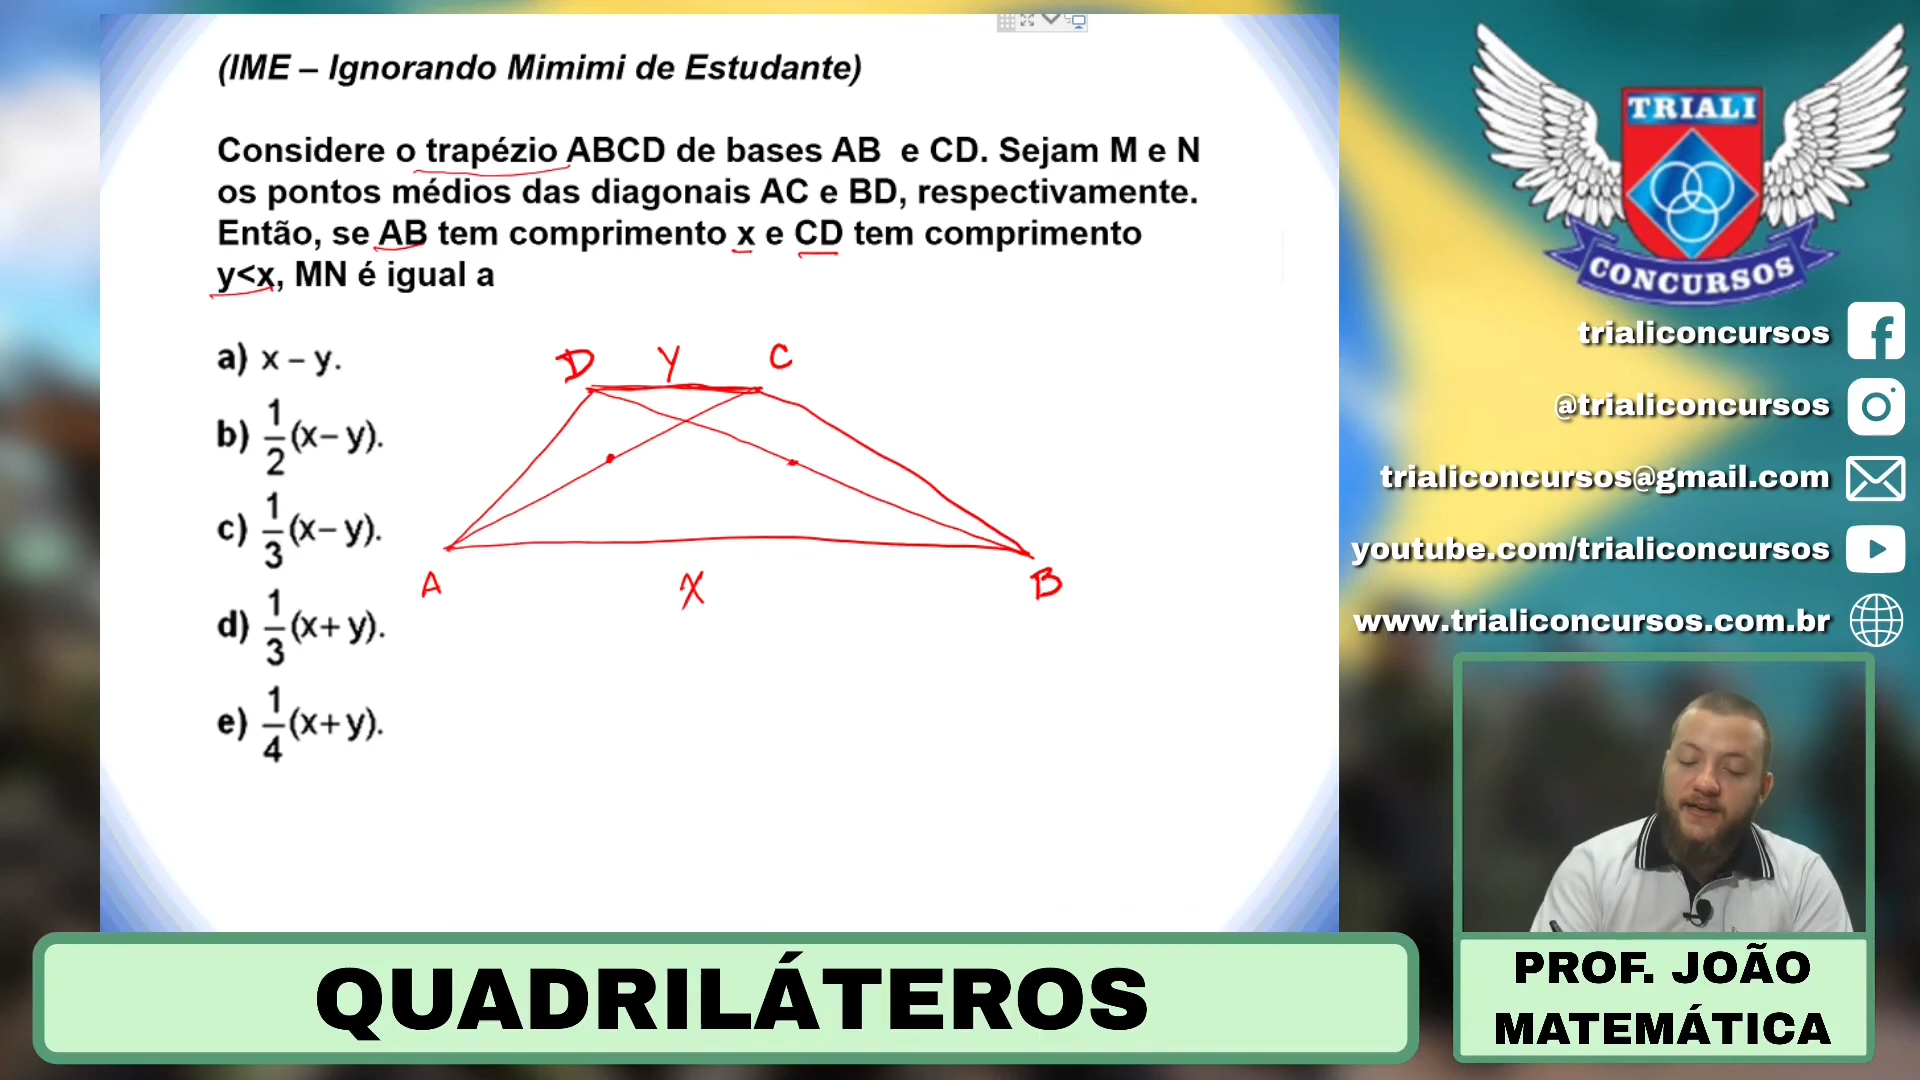 (IME – Ignorando Mimimi de Estudante)
Considere o trapézio ABCD de bases AB e CD. Sejam M e N
os pontos médios das diagonais AC e BD, respectivamente.
Então, se AB tem comprimento x e CD tem comprimento
y<x, MN é igual a
a) x – y.
b) 1/2 (x – y).
c) 1/3 (x – y).
d) 1/3 (x + y).
e) 1/4 (x + y).
D Y C
A X B
TRIALI
CONCURSOS
trialiconcursos
@trialiconcursos
trialiconcursos@gmail.com
youtube.com/trialiconcursos
www.trialiconcursos.com.br
QUADRILÁTEROS
PROF. JOÃO
MATEMÁTICA